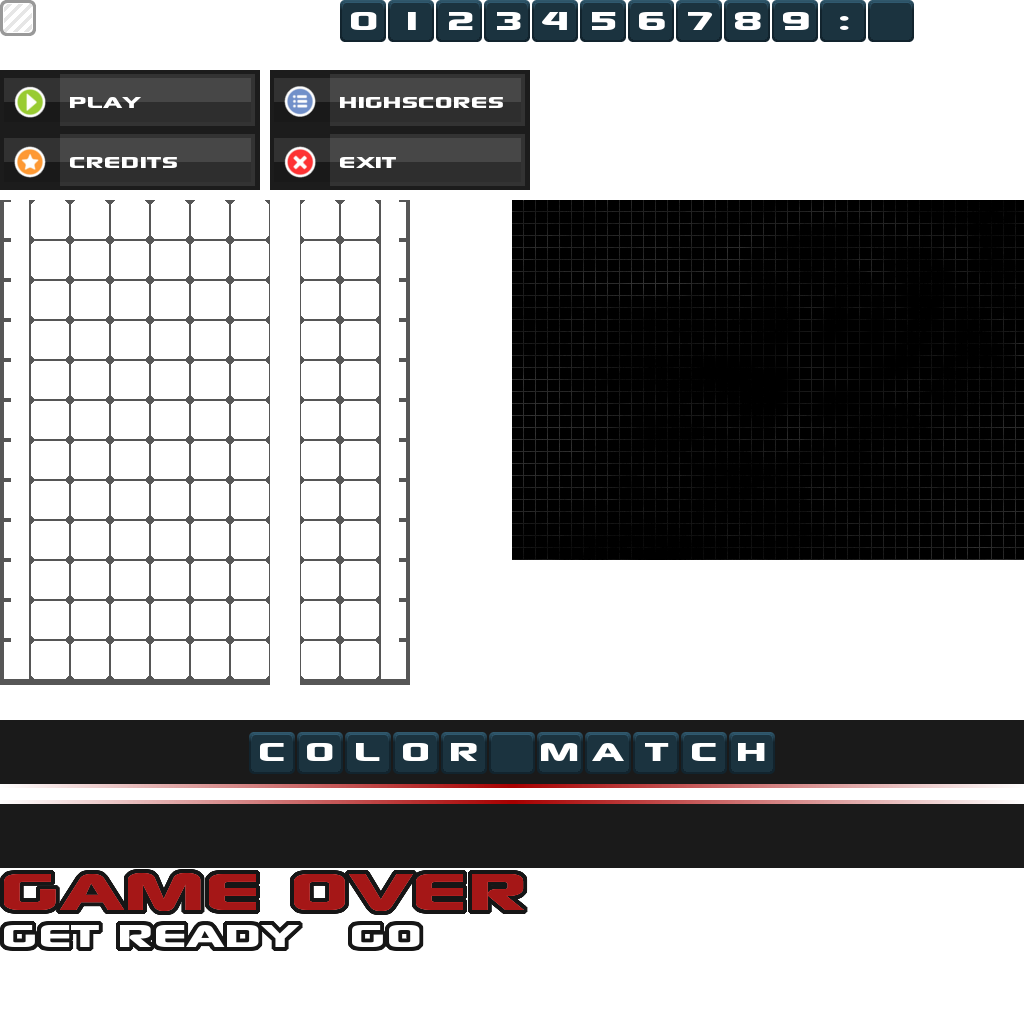 0123456789:
PLAY HIGHSCORES
CREDITS EXIT
COLOR MATCH
GAME OVER
GET READY GO